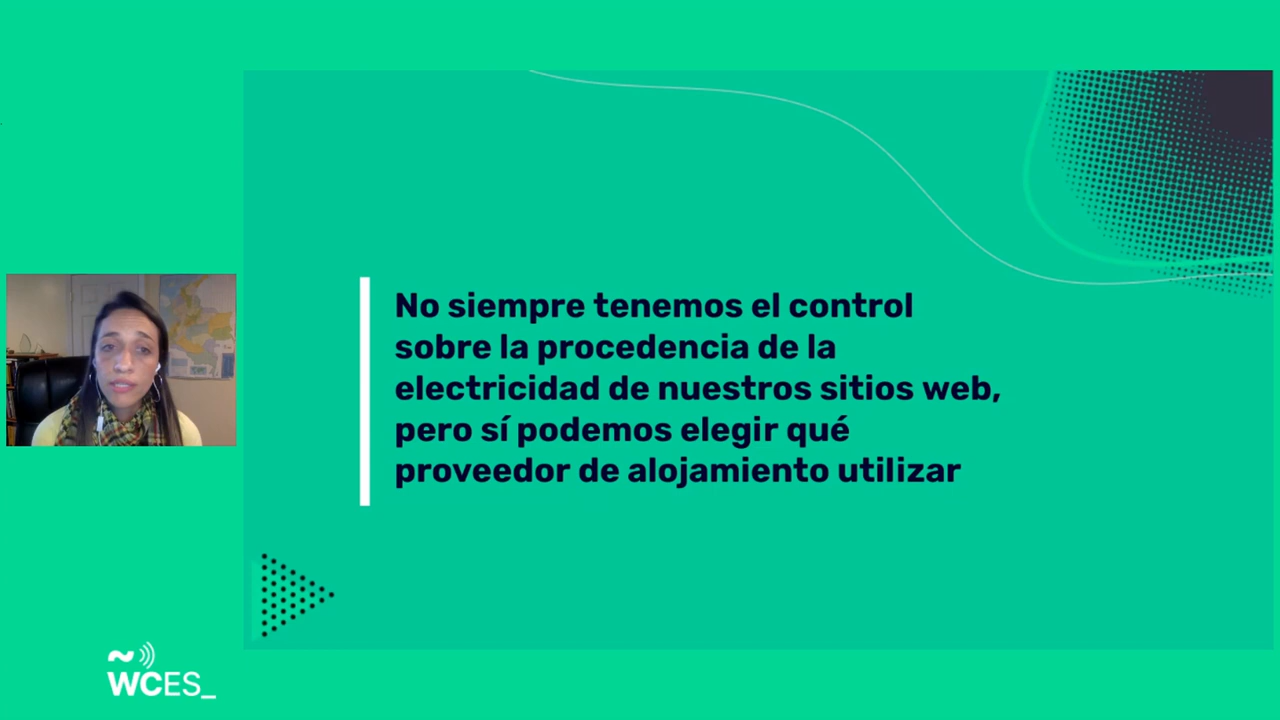 No siempre tenemos el control
sobre la procedencia de la
electricidad de nuestros sitios web,
pero sí podemos elegir qué
proveedor de alojamiento utilizar
~
WCES_